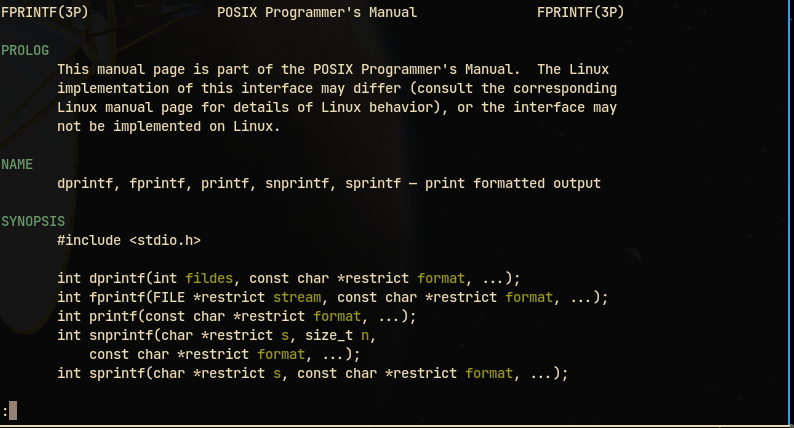 FPRINTF(3P)                POSIX Programmer's Manual               FPRINTF(3P)
PROLOG
       This manual page is part of the POSIX Programmer's Manual.  The Linux
       implementation of this interface may differ (consult the corresponding
       Linux manual page for details of Linux behavior), or the interface may
       not be implemented on Linux.
NAME
       dprintf, fprintf, printf, snprintf, sprintf — print formatted output
SYNOPSIS
       #include <stdio.h>
       int dprintf(int fildes, const char *restrict format, ...);
       int fprintf(FILE *restrict stream, const char *restrict format, ...);
       int printf(const char *restrict format, ...);
       int snprintf(char *restrict s, size_t n,
           const char *restrict format, ...);
       int sprintf(char *restrict s, const char *restrict format, ...);
: